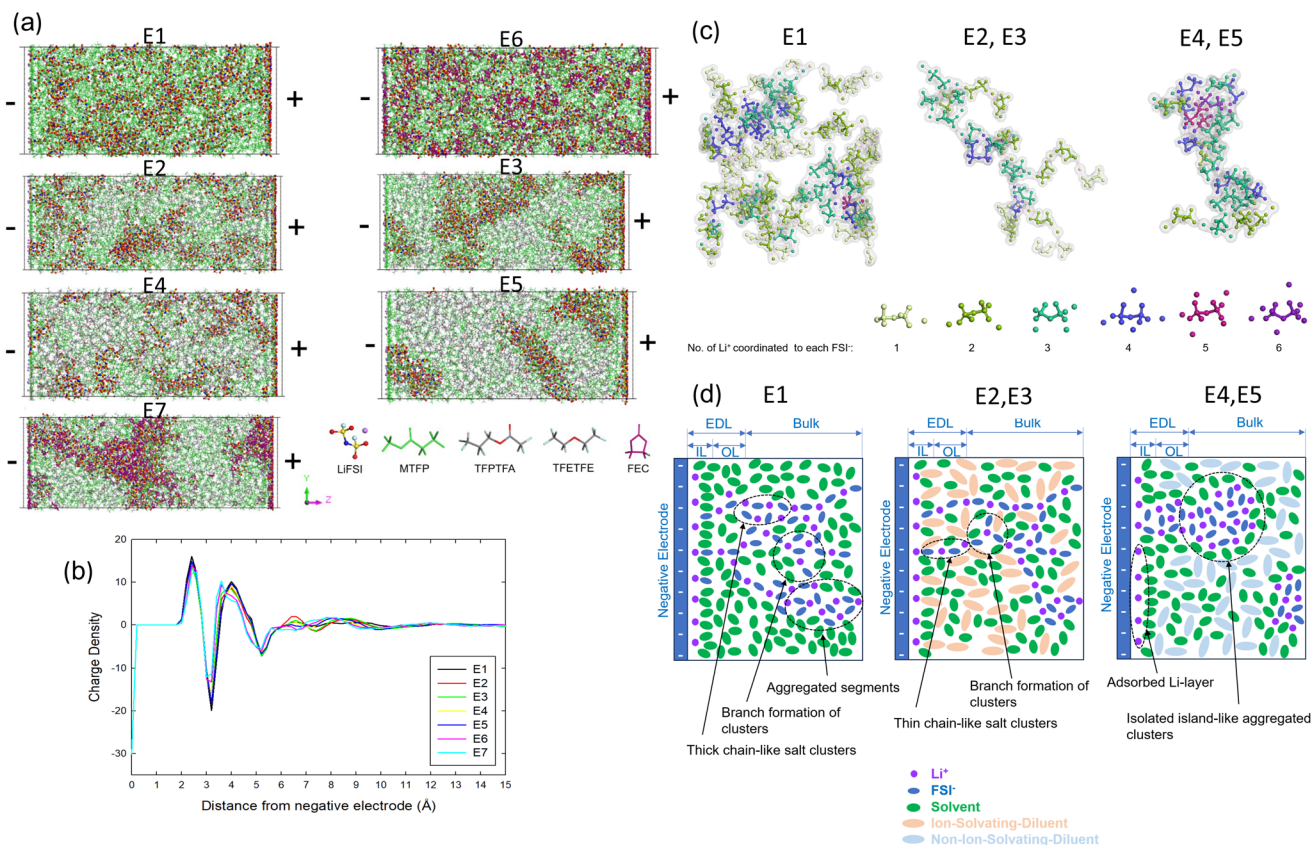 (a)
E1
E6
- +
- +
E2
E3
- +
- +
E4
E5
- +
- +
E7
- +
Y
Z
LiFSI MTFP TFPTFA TFETFE FEC
(b)
Charge Density
20
10
0
-10
-20
-30
0 1 2 3 4 5 6 7 8 9 10 11 12 13 14 15
Distance from negative electrode (Å)
E1
E2
E3
E4
E5
E6
E7
(c)
E1
E2, E3
E4, E5
No. of Li⁺ coordinated to each FSI⁻: 1 2 3 4 5 6
(d)
E1
EDL Bulk
IL OL
Negative Electrode
Aggregated segments
Branch formation of
clusters
Thick chain-like salt clusters
E2,E3
EDL Bulk
IL OL
Negative Electrode
Branch formation of
clusters
Thin chain-like salt clusters
E4,E5
EDL Bulk
IL OL
Negative Electrode
Adsorbed Li-layer
Isolated island-like aggregated
clusters
Li⁺
FSI⁻
Solvent
Ion-Solvating-Diluent
Non-Ion-Solvating-Diluent